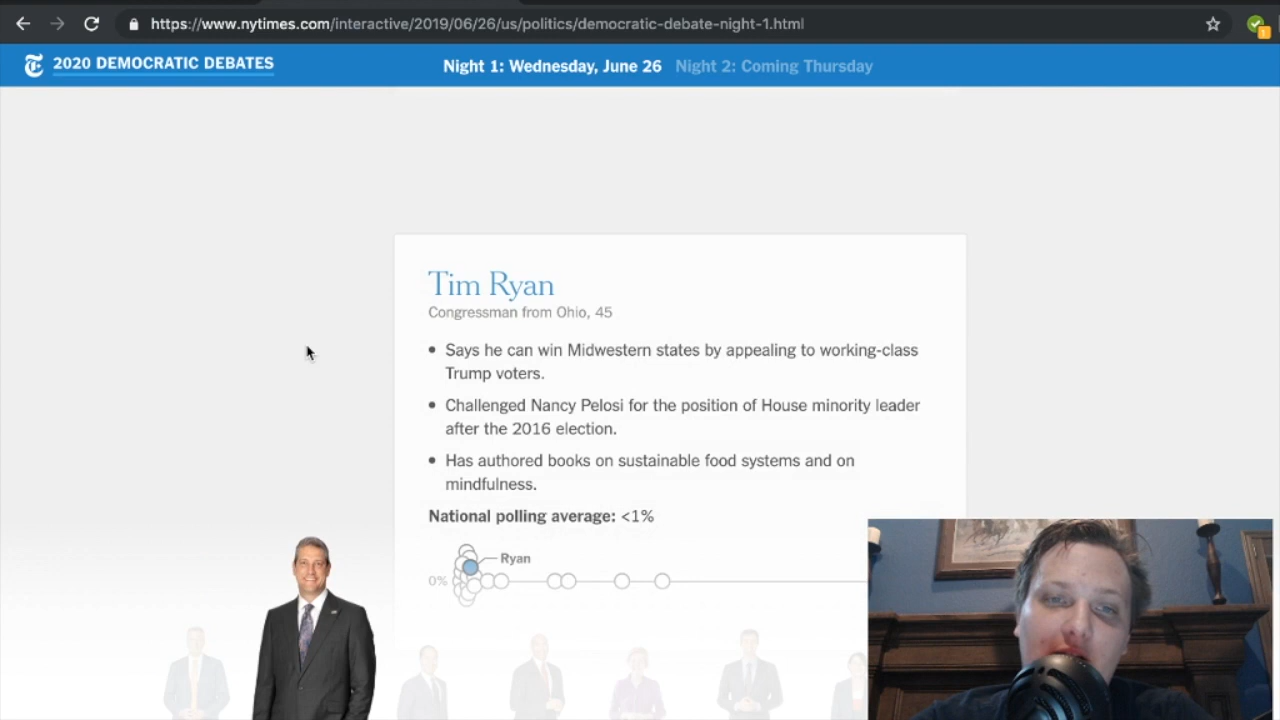 https://www.nytimes.com/interactive/2019/06/26/us/politics/democratic-debate-night-1.html
2020 DEMOCRATIC DEBATES
Night 1: Wednesday, June 26
Night 2: Coming Thursday
Tim Ryan
Congressman from Ohio, 45
• Says he can win Midwestern states by appealing to working-class
Trump voters.
• Challenged Nancy Pelosi for the position of House minority leader
after the 2016 election.
• Has authored books on sustainable food systems and on
mindfulness.
National polling average: <1%
Ryan
0%